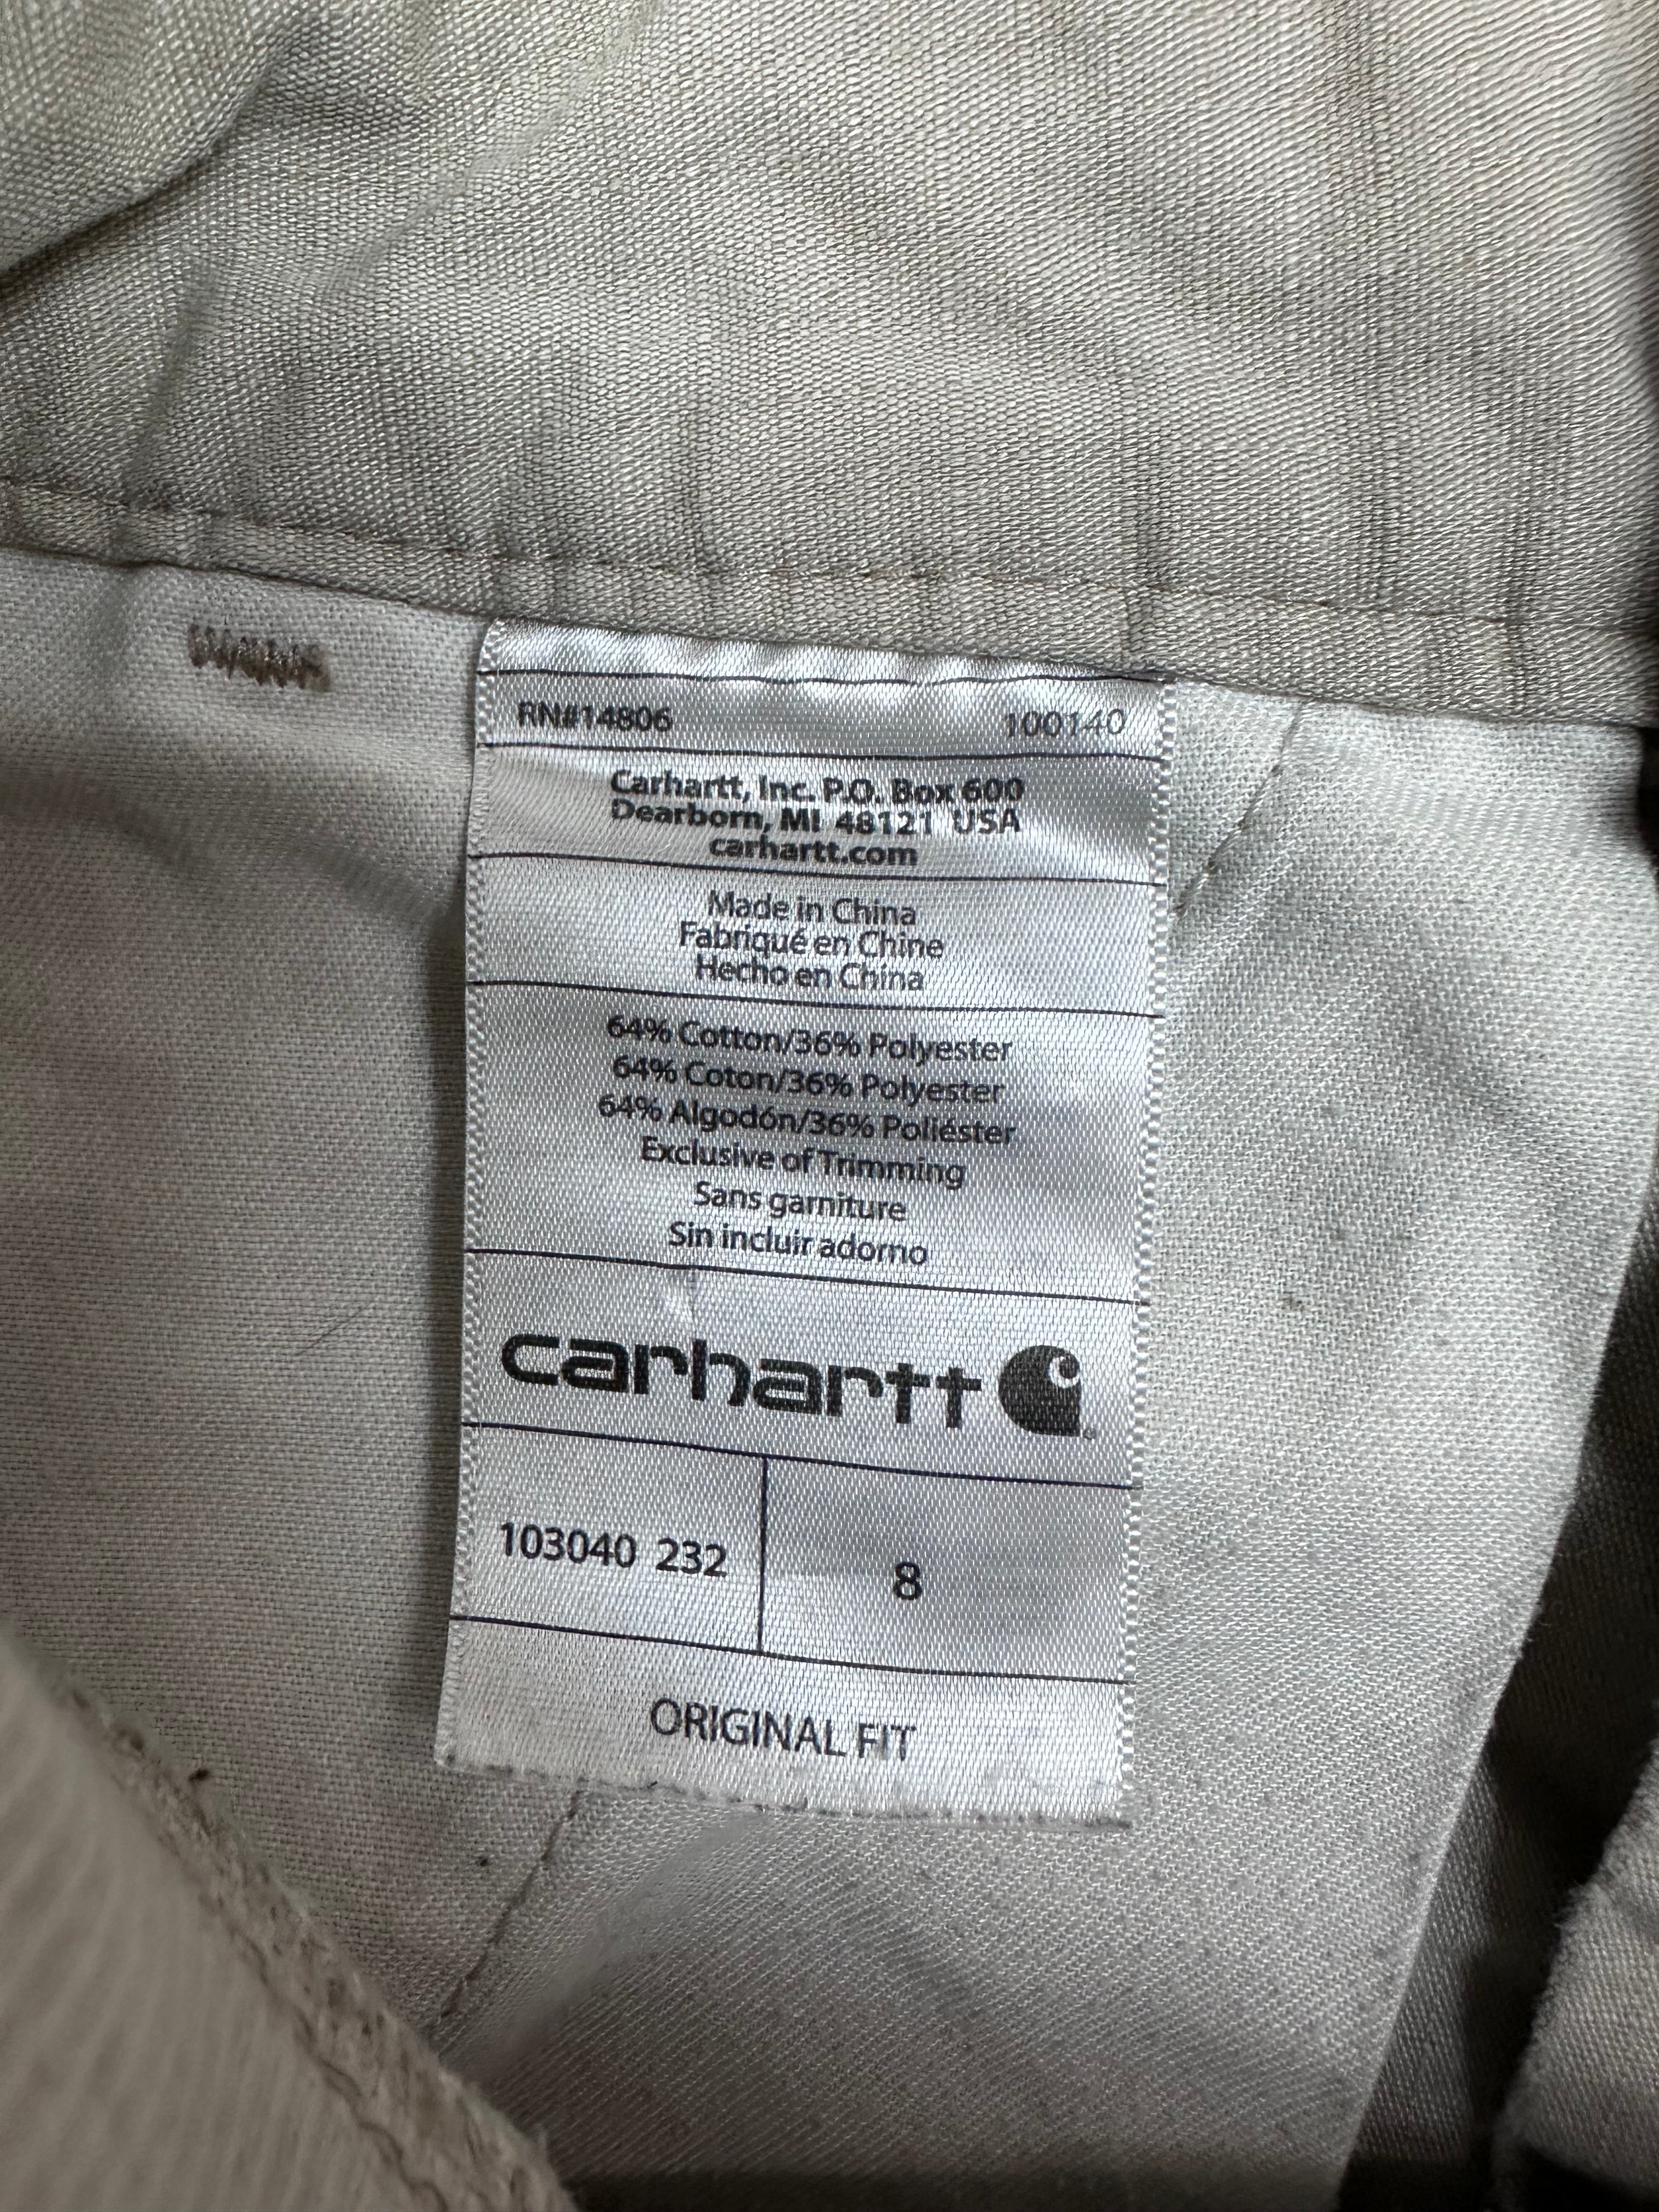 RN#14806 100140
Carhartt, Inc. P.O. Box 600
Dearborn, MI 48121 USA
carhartt.com
Made in China
Fabriqué en Chine
Hecho en China
64% Cotton/36% Polyester
64% Coton/36% Polyester
64% Algodón/36% Poliéster
Exclusive of Trimming
Sans garniture
Sin incluir adorno
carhartt
103040 232 8
ORIGINAL FIT